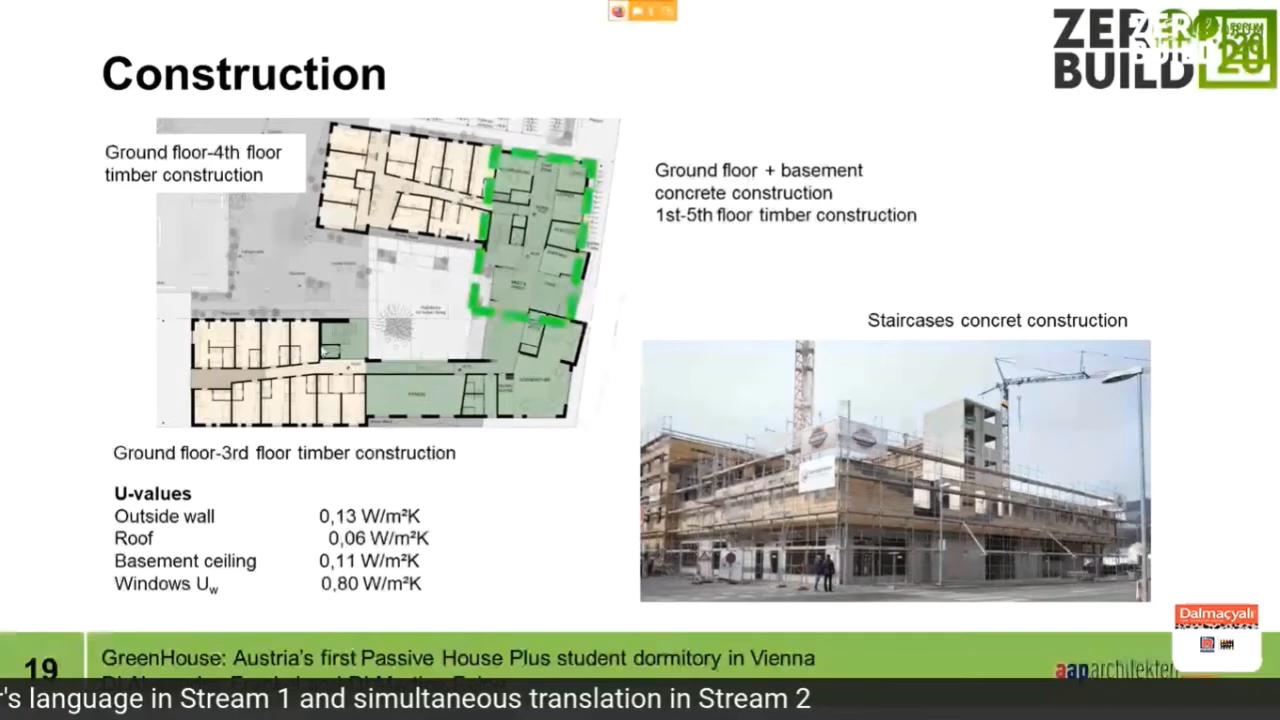 Construction
ZERO
BUILD
Ground floor-4th floor
timber construction
Ground floor + basement
concrete construction
1st-5th floor timber construction
Staircases concret construction
Ground floor-3rd floor timber construction
U-values
Outside wall 0,13 W/m²K
Roof 0,06 W/m²K
Basement ceiling 0,11 W/m²K
Windows Uw 0,80 W/m²K
Dalmaçyalı
19
GreenHouse: Austria's first Passive House Plus student dormitory in Vienna
aap.architekten
r's language in Stream 1 and simultaneous translation in Stream 2